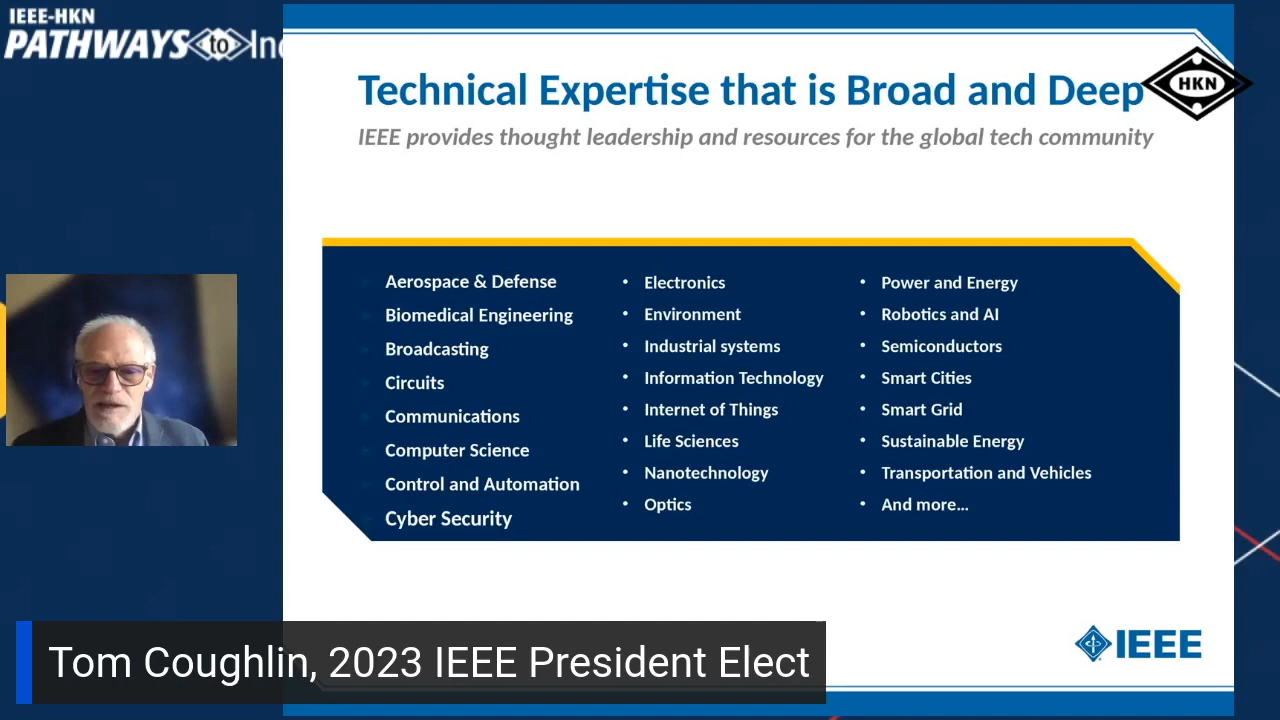 IEEE-HKN
PATHWAYS to Ind
HKN
Technical Expertise that is Broad and Deep
IEEE provides thought leadership and resources for the global tech community
Aerospace & Defense
Biomedical Engineering
Broadcasting
Circuits
Communications
Computer Science
Control and Automation
Cyber Security
• Electronics
• Environment
• Industrial systems
• Information Technology
• Internet of Things
• Life Sciences
• Nanotechnology
• Optics
• Power and Energy
• Robotics and AI
• Semiconductors
• Smart Cities
• Smart Grid
• Sustainable Energy
• Transportation and Vehicles
• And more...
Tom Coughlin, 2023 IEEE President Elect
IEEE